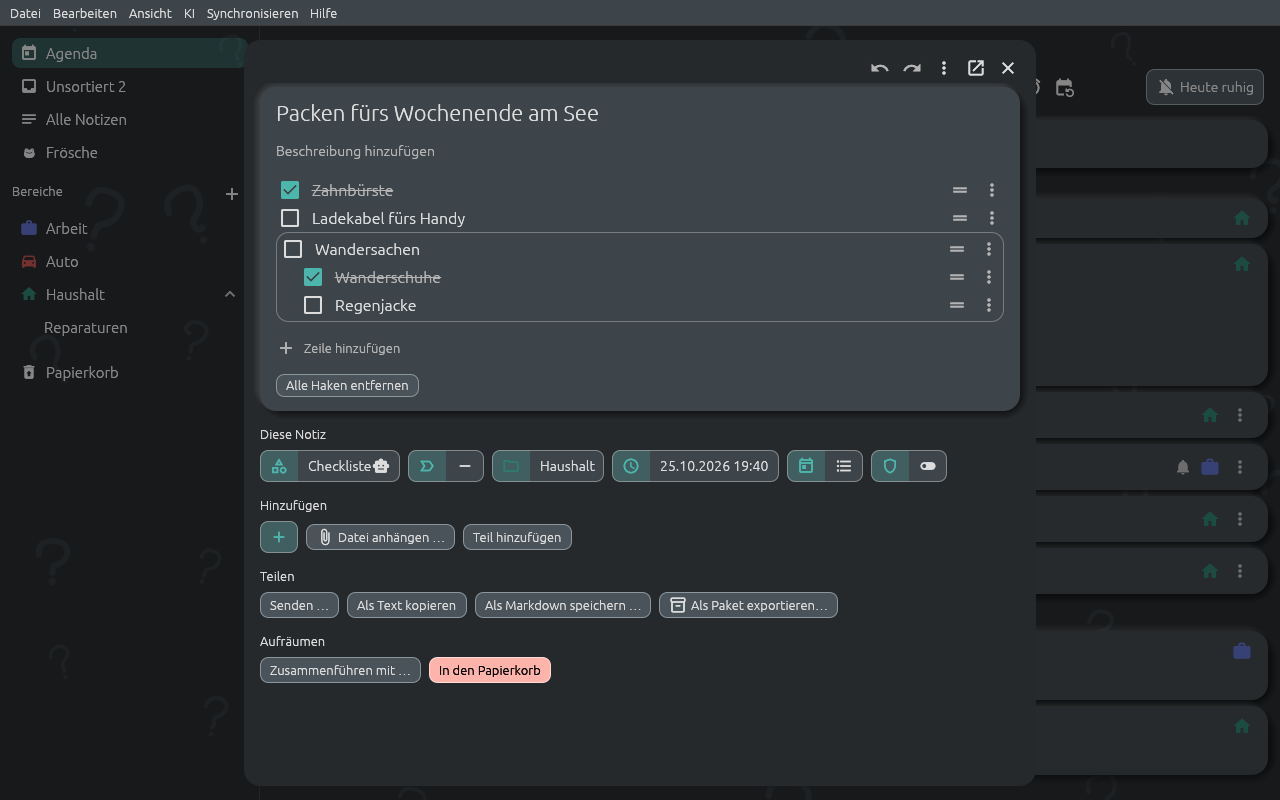 Datei Bearbeiten Ansicht KI Synchronisieren Hilfe
Agenda
Unsortiert 2
Alle Notizen
Frösche
Bereiche
Arbeit
Auto
Haushalt
Reparaturen
Papierkorb
Heute ruhig
Packen fürs Wochenende am See
Beschreibung hinzufügen
Zahnbürste
Ladekabel fürs Handy
Wandersachen
Wanderschuhe
Regenjacke
Zeile hinzufügen
Alle Haken entfernen
Diese Notiz
Checkliste Haushalt 25.10.2026 19:40
Hinzufügen
Datei anhängen … Teil hinzufügen
Teilen
Senden … Als Text kopieren Als Markdown speichern … Als Paket exportieren…
Aufräumen
Zusammenführen mit … In den Papierkorb